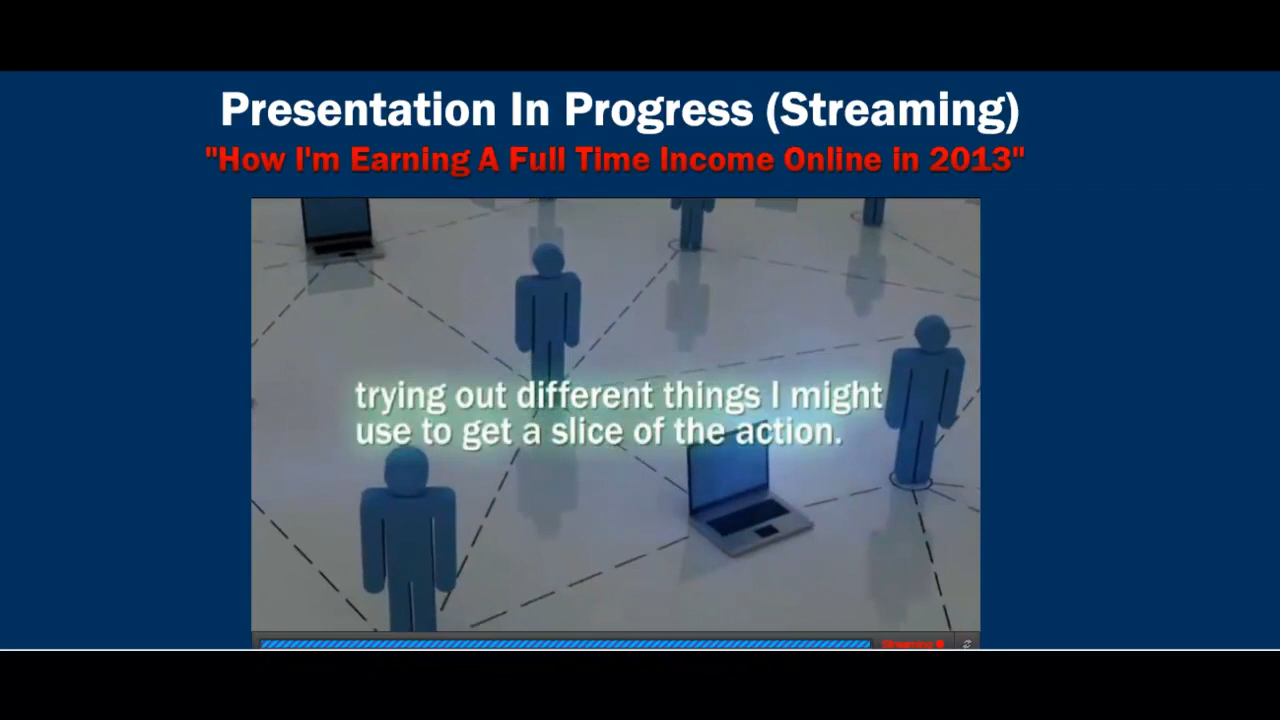 Presentation In Progress (Streaming)
"How I'm Earning A Full Time Income Online in 2013"
trying out different things I might
use to get a slice of the action.
Streaming